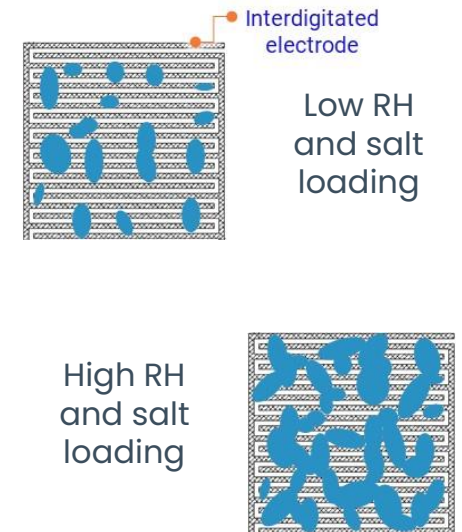 Interdigitated
electrode
Low RH
and salt
loading
High RH
and salt
loading